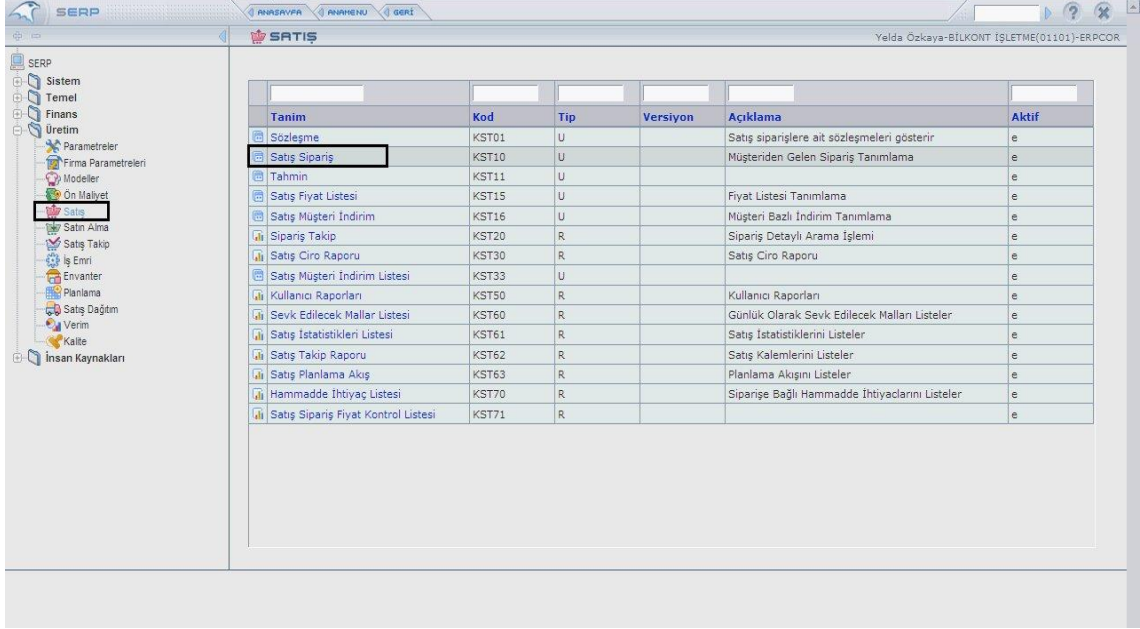 SERP
ANASAYFA ANAMENU GERİ
?
SATIŞ
Yelda Özkaya-BİLKONT İŞLETME(01101)-ERPCOR
SERP
Sistem
Temel
Finans
Üretim
Parametreler
Firma Parametreleri
Modeller
Ön Maliyet
Satış
Satın Alma
Satış Takip
İş Emri
Envanter
Planlama
Satış Dağıtım
Verim
Kalite
İnsan Kaynakları
Tanim Kod Tip Versiyon Açıklama Aktif
Sözleşme KST01 U Satış siparişlere ait sözleşmeleri gösterir e
Satış Sipariş KST10 U Müşteriden Gelen Sipariş Tanımlama e
Tahmin KST11 U e
Satış Fiyat Listesi KST15 U Fiyat Listesi Tanımlama e
Satış Müşteri İndirim KST16 U Müşteri Bazlı İndirim Tanımlama e
Sipariş Takip KST20 R Sipariş Detaylı Arama İşlemi e
Satış Ciro Raporu KST30 R Satış Ciro Raporu e
Satış Müşteri İndirim Listesi KST33 U e
Kullanıcı Raporları KST50 R Kullanıcı Raporları e
Sevk Edilecek Mallar Listesi KST60 R Günlük Olarak Sevk Edilecek Malları Listeler e
Satış İstatistikleri Listesi KST61 R Satış İstatistiklerini Listeler e
Satış Takip Raporu KST62 R Satış Kalemlerini Listeler e
Satış Planlama Akış KST63 R Planlama Akışını Listeler e
Hammadde İhtiyaç Listesi KST70 R Siparişe Bağlı Hammadde İhtiyaclarını Listeler e
Satış Sipariş Fiyat Kontrol Listesi KST71 R e